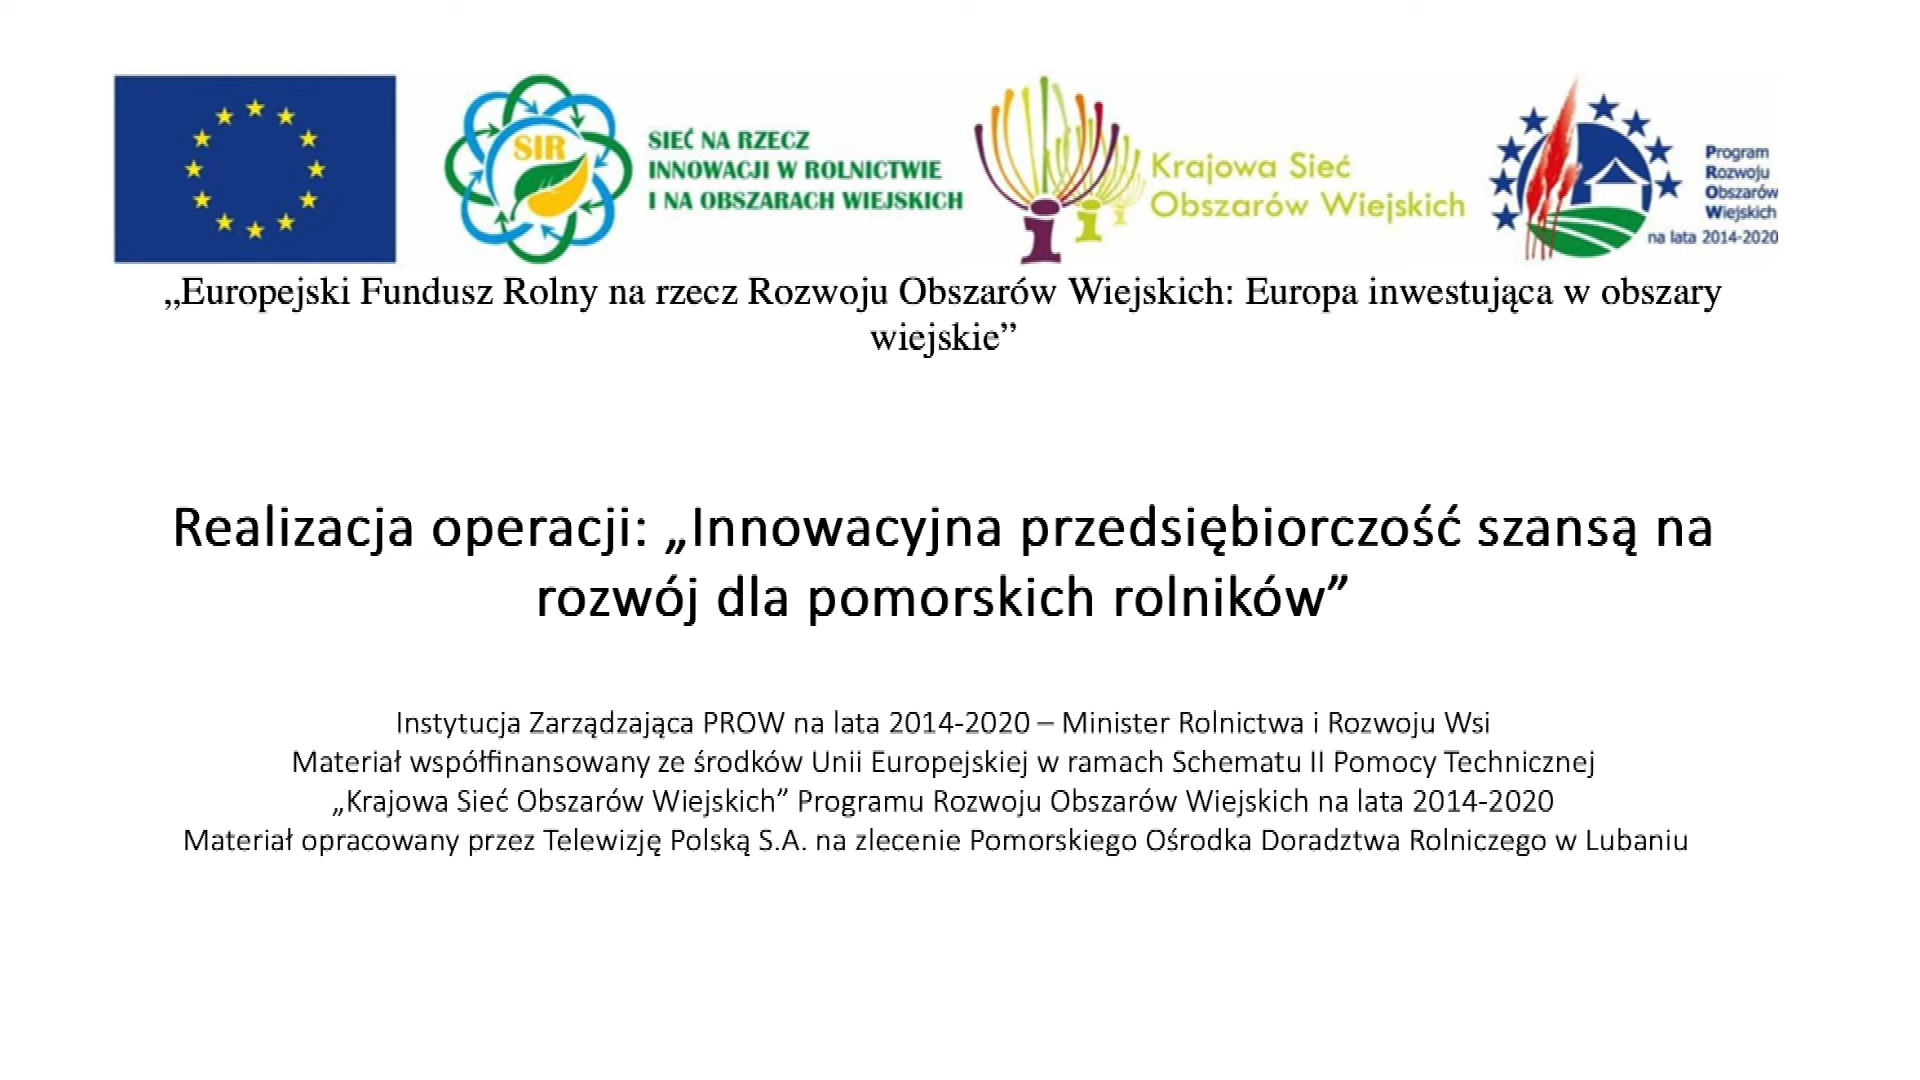 SIR
SIEĆ NA RZECZ
INNOWACJI W ROLNICTWIE
I NA OBSZARACH WIEJSKICH
Krajowa Sieć
Obszarów Wiejskich
Program
Rozwoju
Obszarów
Wiejskich
na lata 2014-2020
„Europejski Fundusz Rolny na rzecz Rozwoju Obszarów Wiejskich: Europa inwestująca w obszary
wiejskie”
Realizacja operacji: „Innowacyjna przedsiębiorczość szansą na
rozwój dla pomorskich rolników”
Instytucja Zarządzająca PROW na lata 2014-2020 – Minister Rolnictwa i Rozwoju Wsi
Materiał współfinansowany ze środków Unii Europejskiej w ramach Schematu II Pomocy Technicznej
„Krajowa Sieć Obszarów Wiejskich” Programu Rozwoju Obszarów Wiejskich na lata 2014-2020
Materiał opracowany przez Telewizję Polską S.A. na zlecenie Pomorskiego Ośrodka Doradztwa Rolniczego w Lubaniu